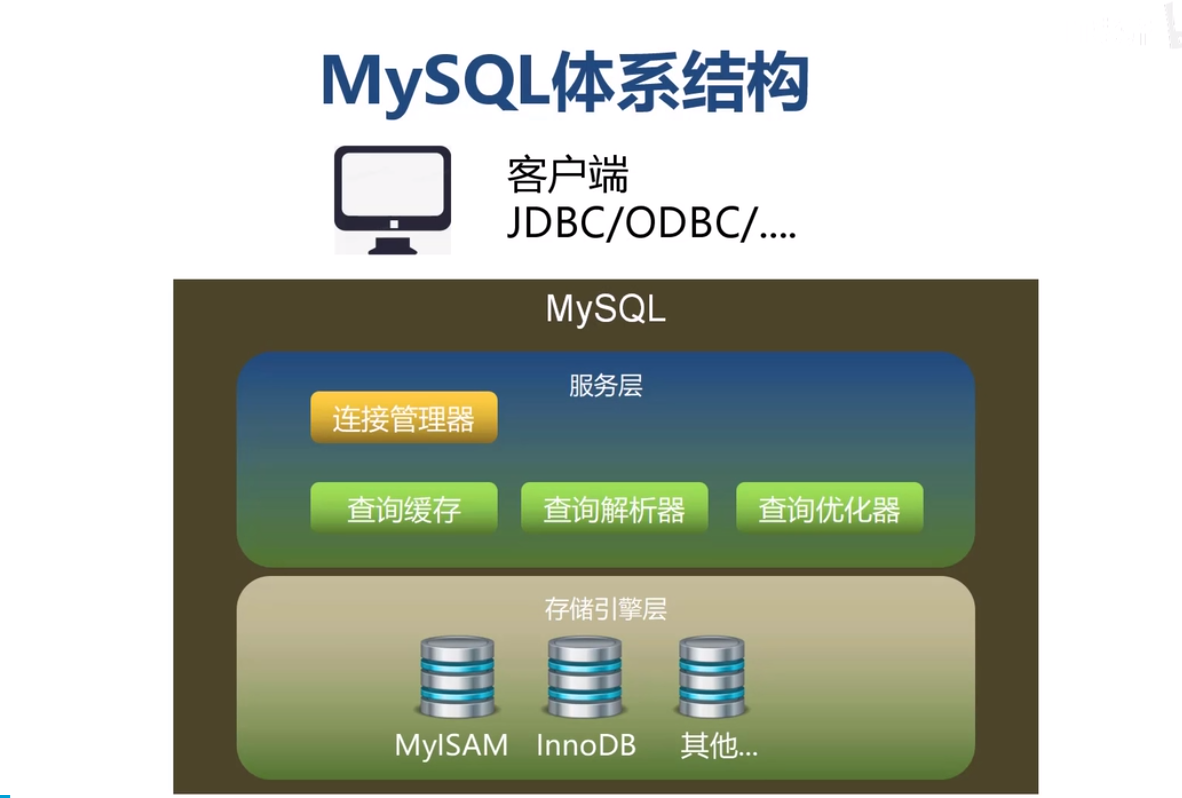 MySQL体系结构
客户端
JDBC/ODBC/....
MySQL
服务层
连接管理器
查询缓存
查询解析器
查询优化器
存储引擎层
MyISAM
InnoDB
其他...